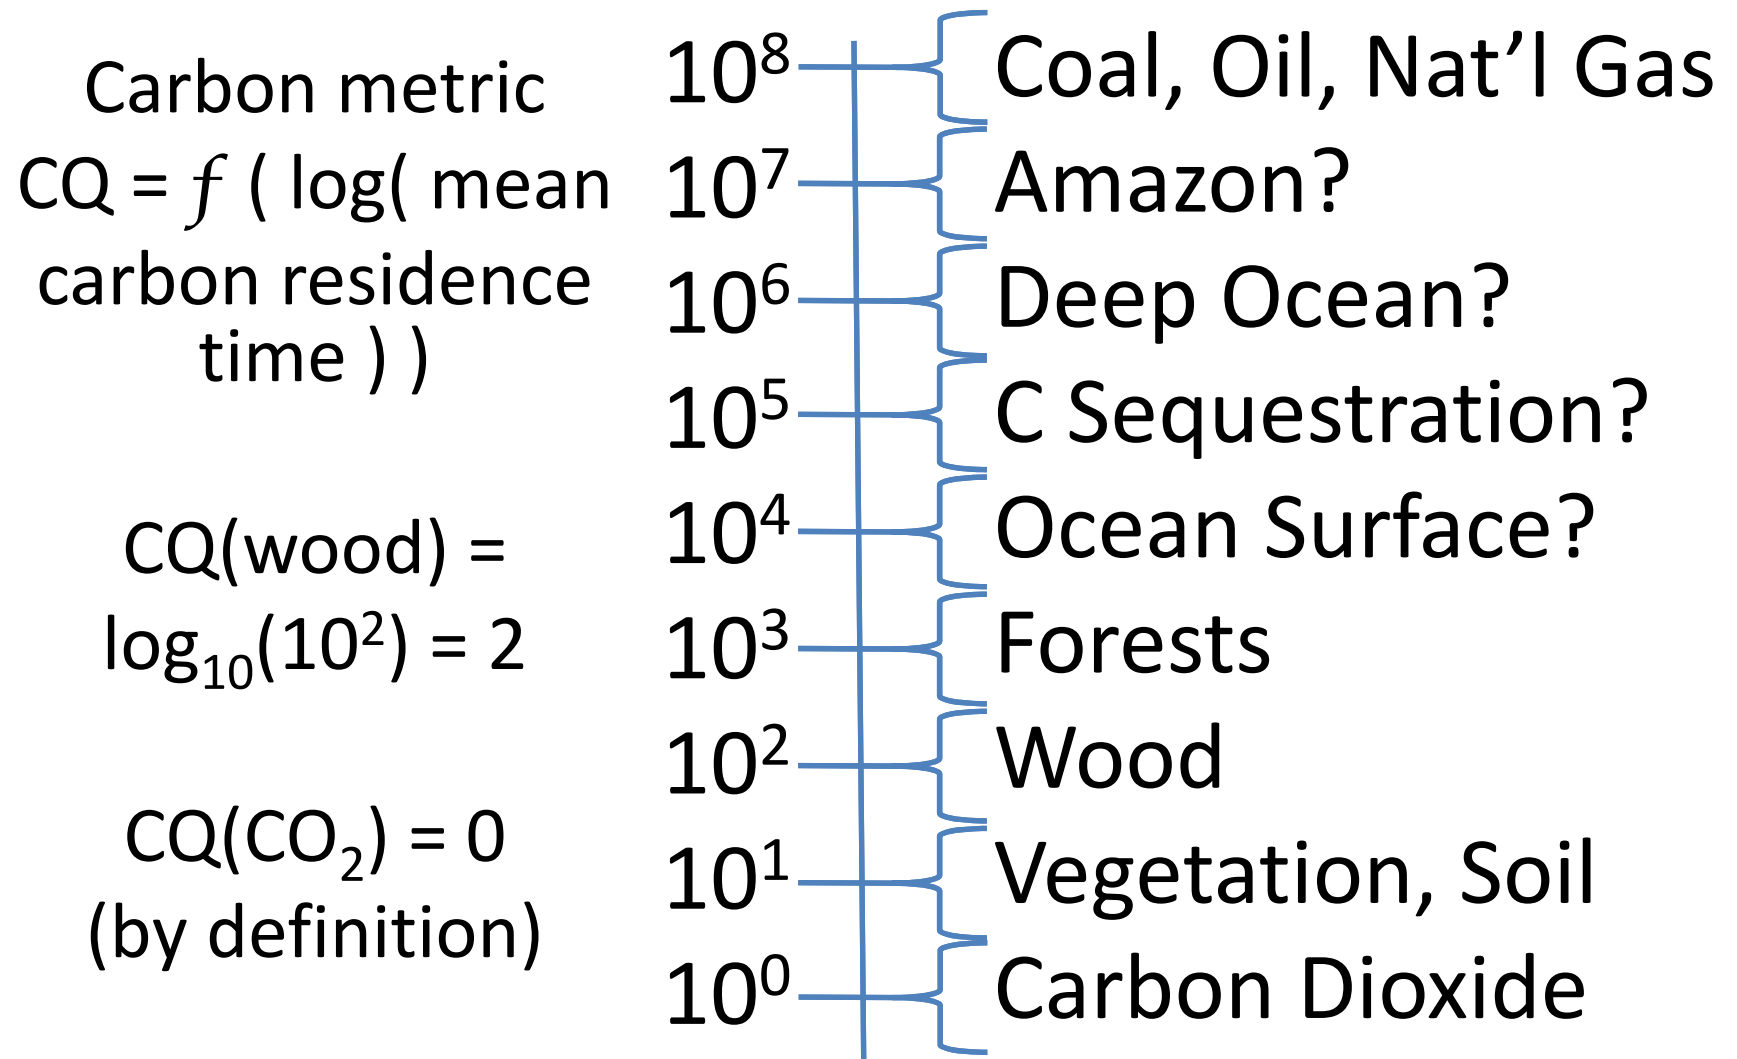 Carbon metric
CQ = f ( log( mean
carbon residence
time ) )
CQ(wood) =
log₁₀(10²) = 2
CQ(CO₂) = 0
(by definition)
10⁸ Coal, Oil, Nat’l Gas
10⁷ Amazon?
10⁶ Deep Ocean?
10⁵ C Sequestration?
10⁴ Ocean Surface?
10³ Forests
10² Wood
10¹ Vegetation, Soil
10⁰ Carbon Dioxide